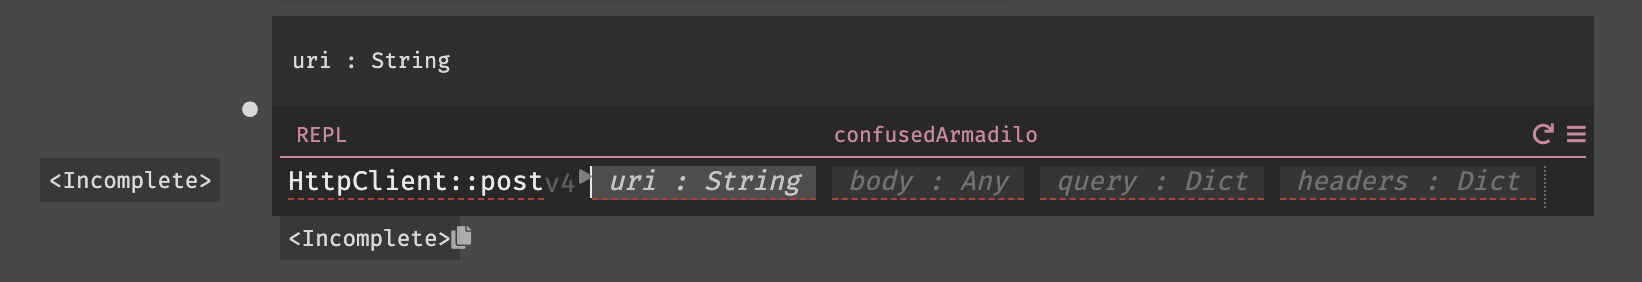 uri : String
REPL confusedArmadilo
<Incomplete> HttpClient::postv4 uri : String body : Any query : Dict headers : Dict
<Incomplete>